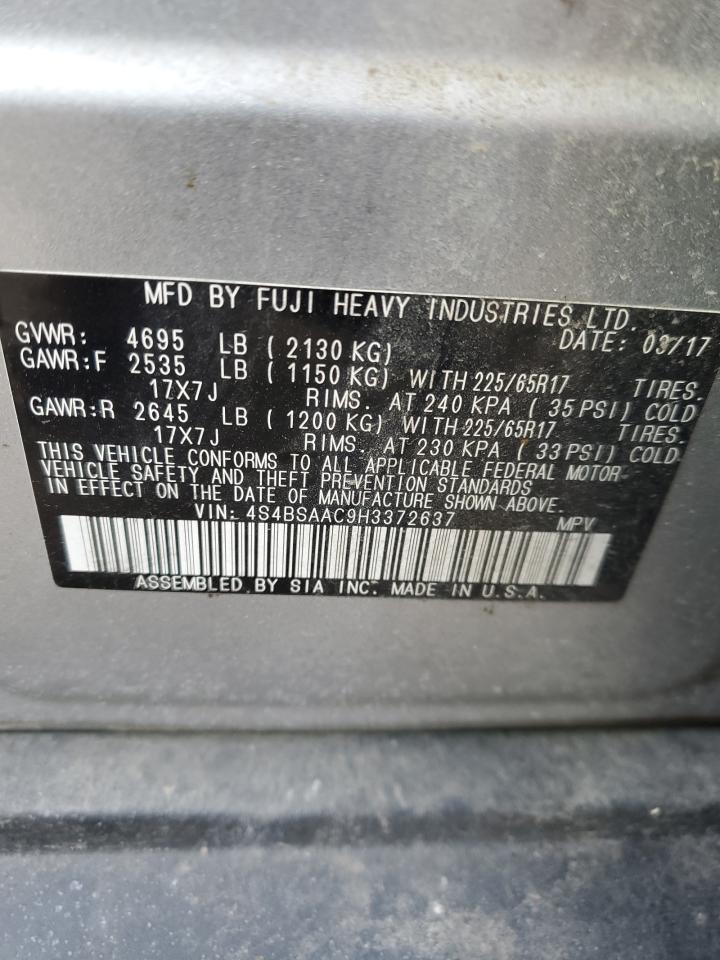 MFD BY FUJI HEAVY INDUSTRIES LTD.
GVWR: 4695 LB ( 2130 KG) DATE: 03/17
GAWR:F 2535 LB ( 1150 KG) WITH 225/65R17 TIRES.
17X7J RIMS. AT 240 KPA ( 35 PSI) COLD
GAWR:R 2645 LB ( 1200 KG) WITH 225/65R17 TIRES.
17X7J RIMS. AT 230 KPA ( 33 PSI) COLD
THIS VEHICLE CONFORMS TO ALL APPLICABLE FEDERAL MOTOR-
VEHICLE SAFETY AND THEFT PREVENTION STANDARDS
IN EFFECT ON THE DATE OF MANUFACTURE SHOWN ABOVE.
VIN: 4S4BSAAC9H3372637 MPV
ASSEMBLED BY SIA INC. MADE IN U.S.A.